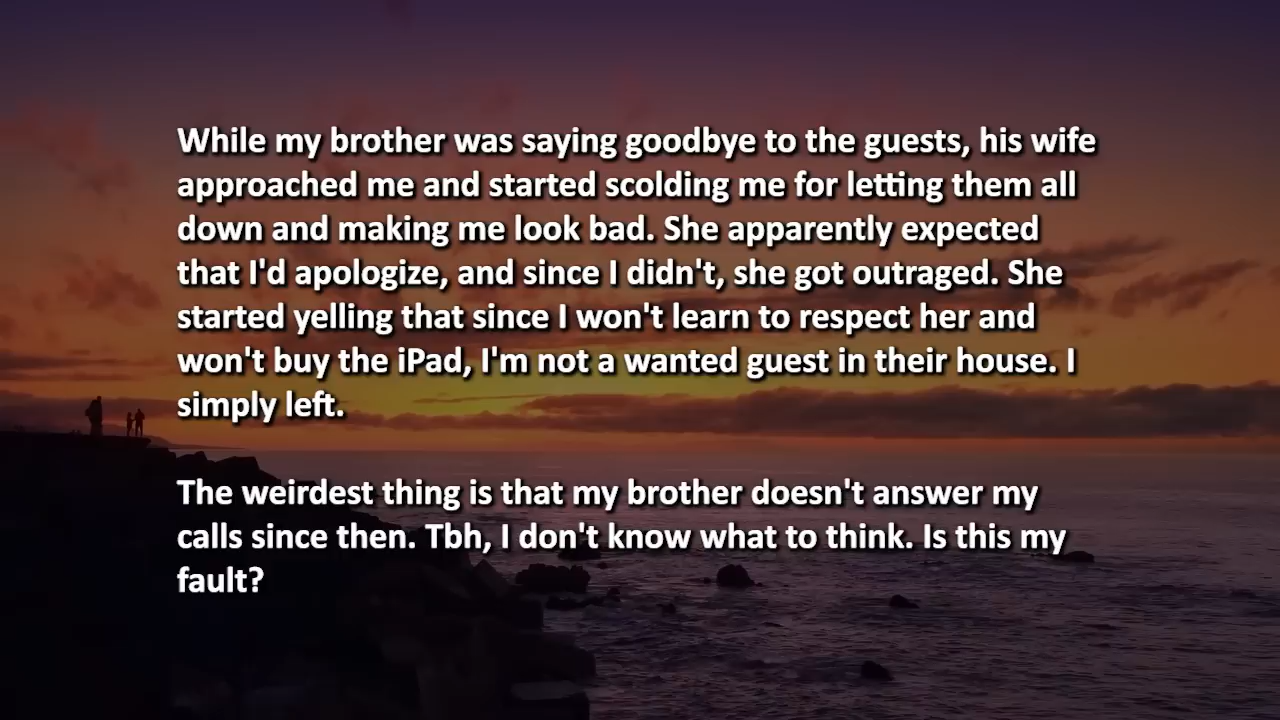 While my brother was saying goodbye to the guests, his wife
approached me and started scolding me for letting them all
down and making me look bad. She apparently expected
that I'd apologize, and since I didn't, she got outraged. She
started yelling that since I won't learn to respect her and
won't buy the iPad, I'm not a wanted guest in their house. I
simply left.
The weirdest thing is that my brother doesn't answer my
calls since then. Tbh, I don't know what to think. Is this my
fault?